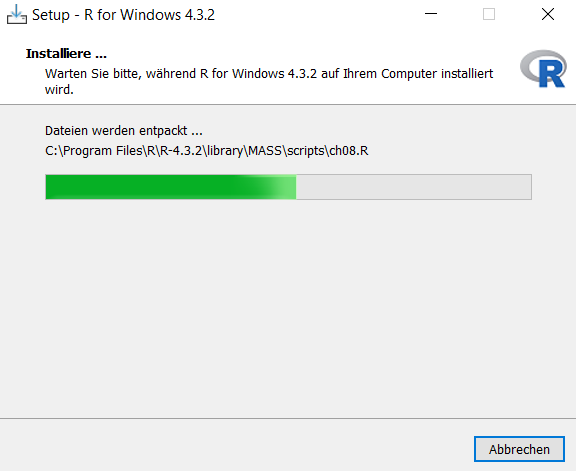 Setup - R for Windows 4.3.2
Installiere ...
Warten Sie bitte, während R for Windows 4.3.2 auf Ihrem Computer installiert
wird.
R
Dateien werden entpackt ...
C:\Program Files\R\R-4.3.2\library\MASS\scripts\ch08.R
Abbrechen